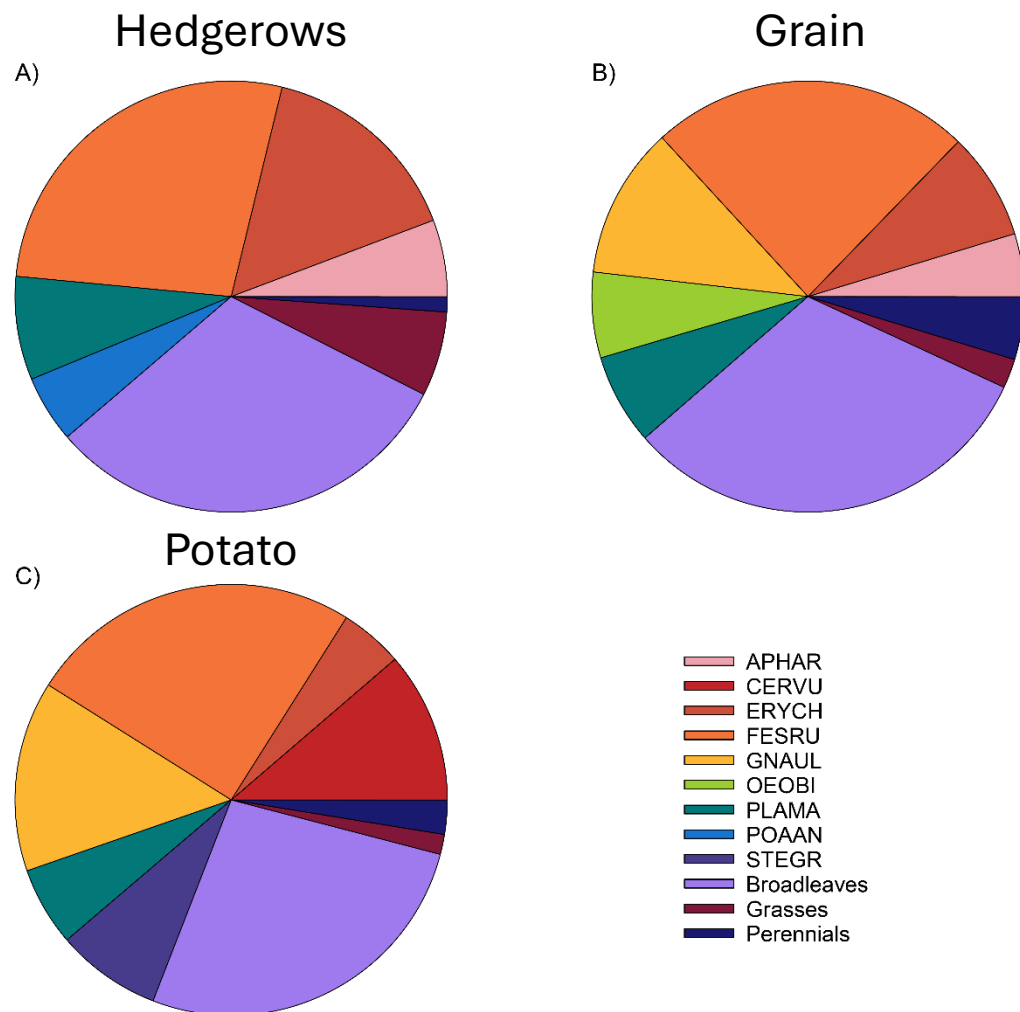 Hedgerows
Grain
A)
B)
Potato
C)
APHAR
CERVU
ERYCH
FESRU
GNAUL
OEOBI
PLAMA
POAAN
STEGR
Broadleaves
Grasses
Perennials